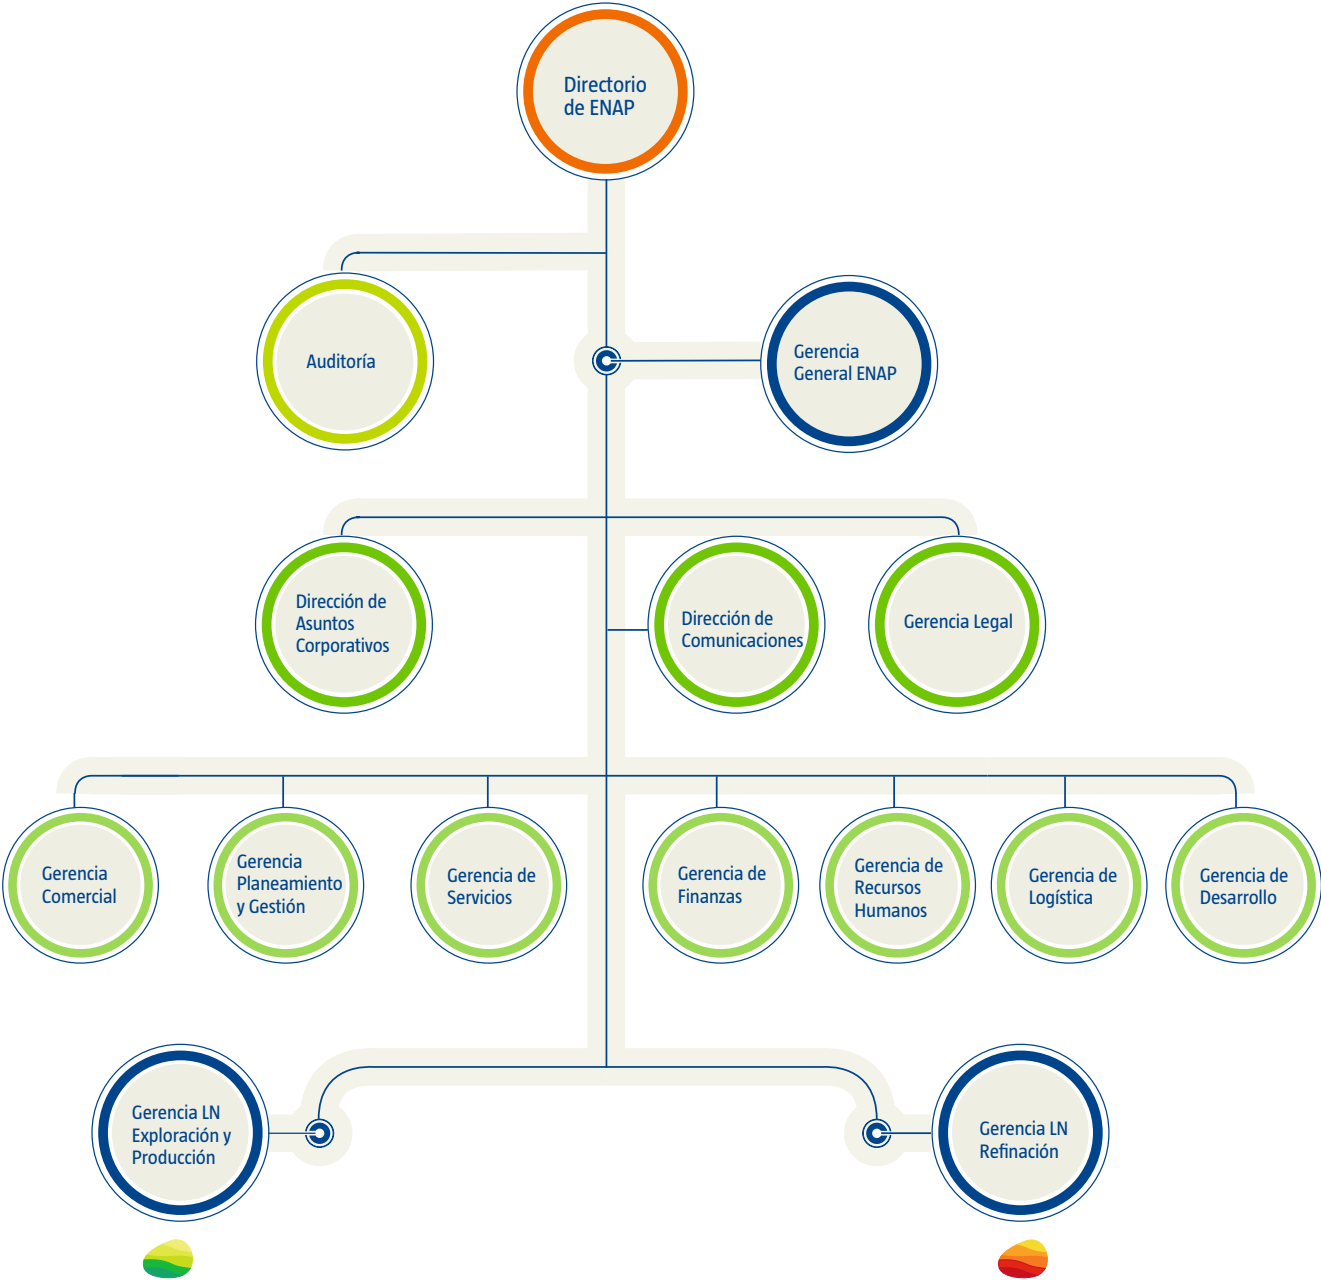 Directorio
de ENAP
Auditoría
Gerencia
General ENAP
Dirección de
Asuntos
Corporativos
Dirección de
Comunicaciones
Gerencia Legal
Gerencia
Comercial
Gerencia
Planeamiento
y Gestión
Gerencia de
Servicios
Gerencia de
Finanzas
Gerencia de
Recursos
Humanos
Gerencia de
Logística
Gerencia de
Desarrollo
Gerencia LN
Exploración y
Producción
Gerencia LN
Refinación